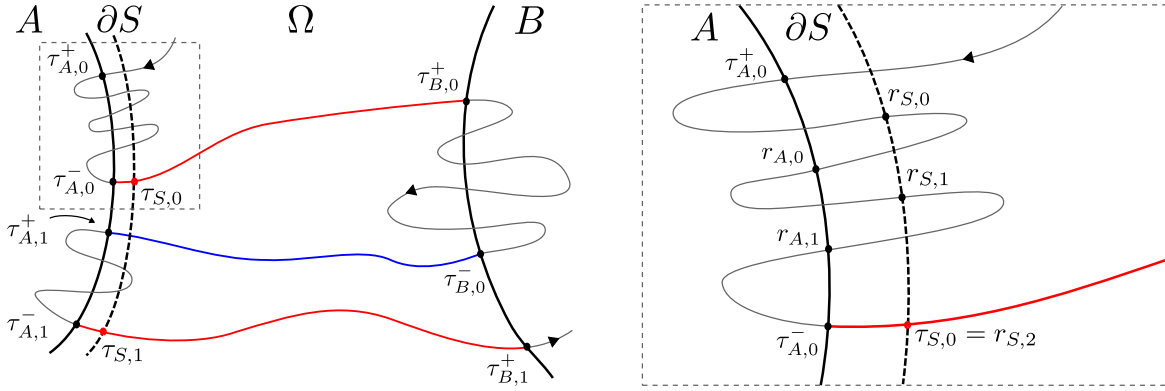 A ∂S Ω B
τ⁺_{A,0}
τ⁺_{B,0}
τ⁻_{A,0} τ_{S,0}
τ⁺_{A,1}
τ⁻_{B,0}
τ⁻_{A,1}
τ_{S,1}
τ⁺_{B,1}
A ∂S
τ⁺_{A,0}
r_{S,0}
r_{A,0}
r_{S,1}
r_{A,1}
τ⁻_{A,0} τ_{S,0} = r_{S,2}